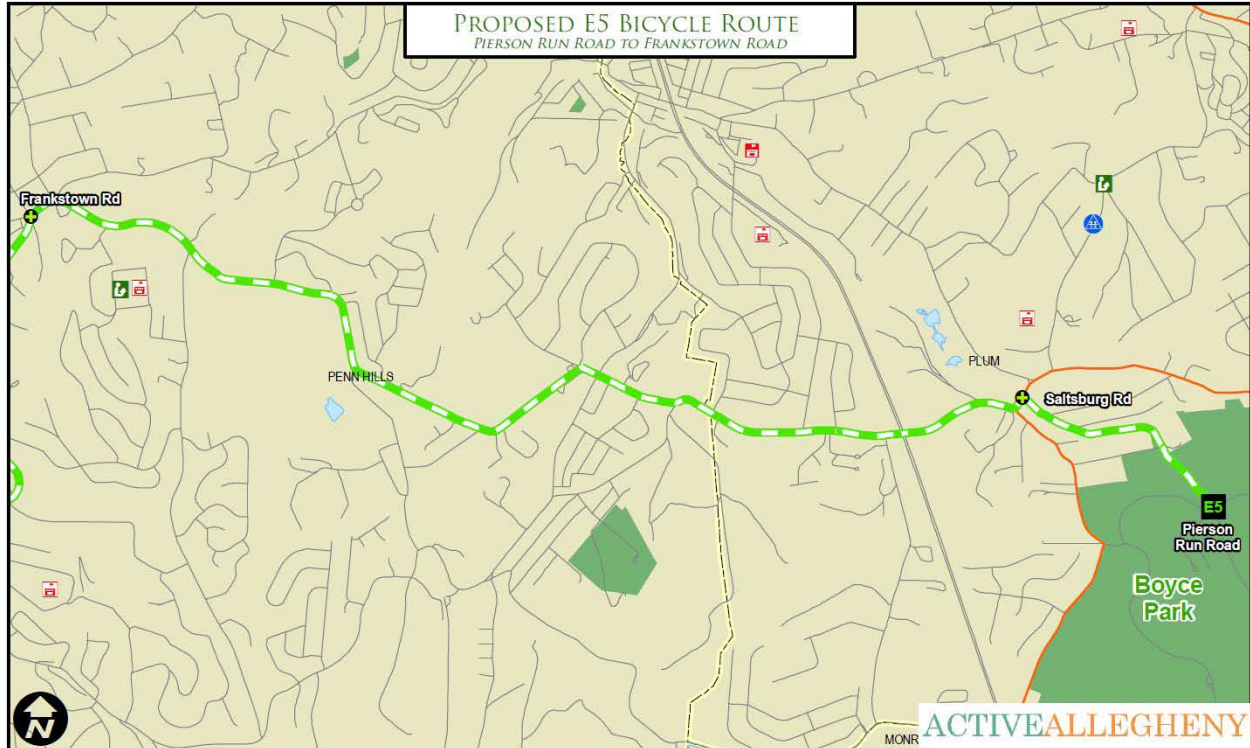 PROPOSED E5 BICYCLE ROUTE
PIERSON RUN ROAD TO FRANKSTOWN ROAD
Frankstown Rd
PENN HILLS
PLUM
Saltsburg Rd
E5
Pierson
Run Road
Boyce
Park
N
MONR
ACTIVEALLEGHENY